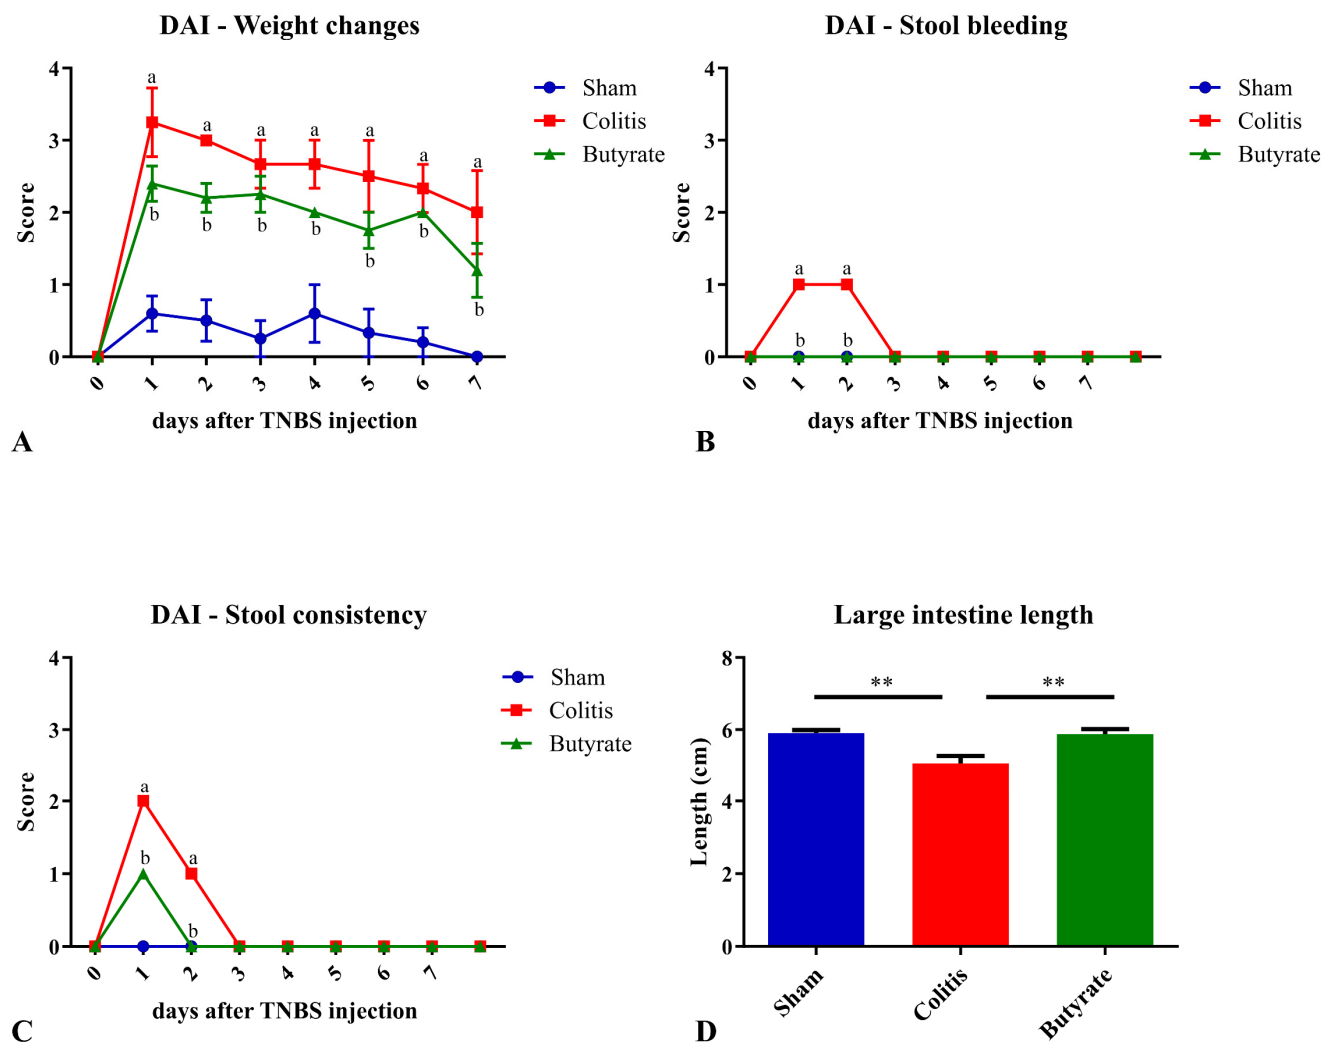 DAI - Weight changes
4
3
2
1
0
Score
a
a
a
a
a
a
a
b
b
b
b
b
b
b
0
1
2
3
4
5
6
7
days after TNBS injection
Sham
Colitis
Butyrate
A
DAI - Stool bleeding
4
3
2
1
0
Score
a
a
b
b
0
1
2
3
4
5
6
7
days after TNBS injection
Sham
Colitis
Butyrate
B
DAI - Stool consistency
4
3
2
1
0
Score
a
b
a
b
0
1
2
3
4
5
6
7
days after TNBS injection
Sham
Colitis
Butyrate
C
Large intestine length
8
6
4
2
0
Length (cm)
**
**
Sham
Colitis
Butyrate
D